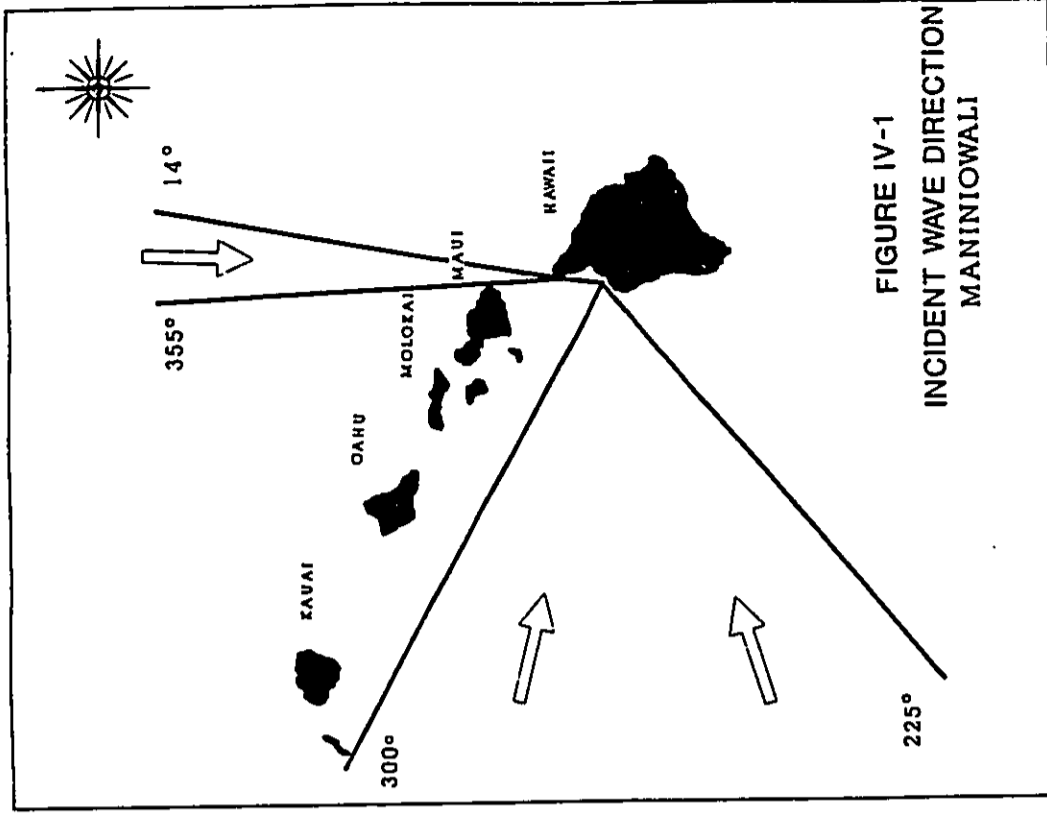 14°
355°
HAWAII
MAUI
MOLOKAI
OAHU
KAUAI
300°
225°
FIGURE IV-1
INCIDENT WAVE DIRECTION
MANINIOWALI